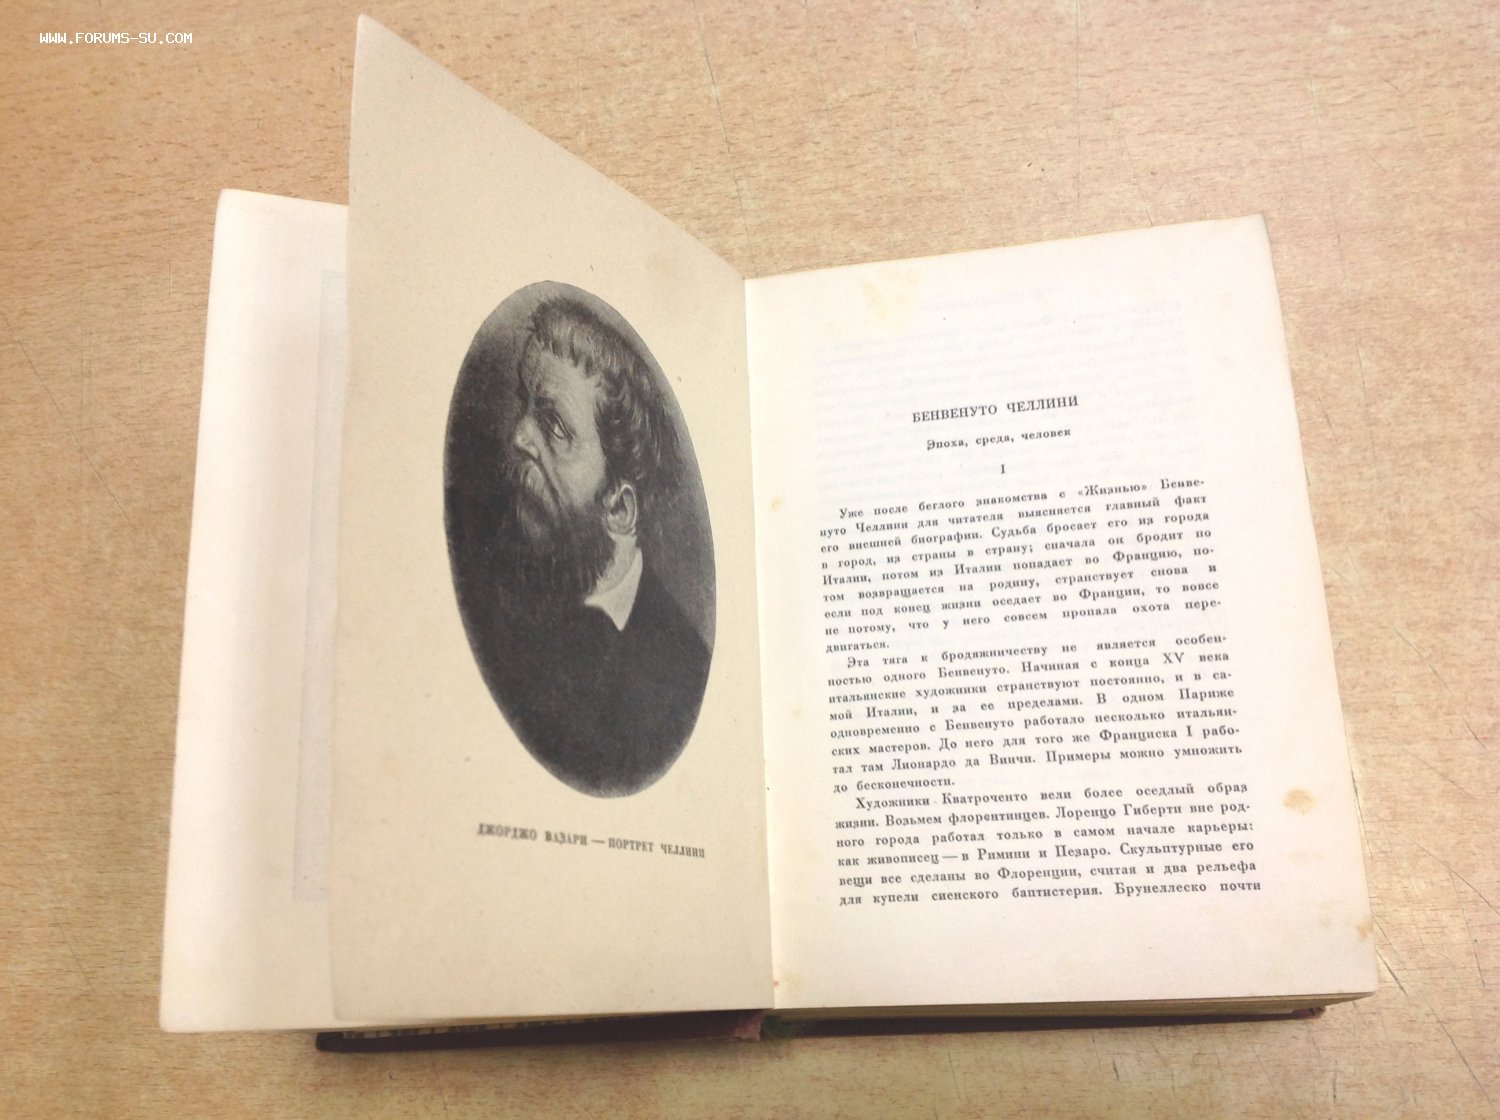 WWW.FORUMS-SU.COM
ДЖОРДЖО ВАЗАРИ — ПОРТРЕТ ЧЕЛЛИНИ
БЕНВЕНУТО ЧЕЛЛИНИ
Эпоха, среда, человек
I
Уже после беглого знакомства с «Жизнью» Бенве-
нуто Челлини для читателя выясняется главный факт
его внешней биографии. Судьба бросает его из города
в город, из страны в страну; сначала он бродит по
Италии, потом из Италии попадает во Францию, по-
том возвращается на родину, странствует снова и
если под конец жизни оседает во Франции, то вовсе
не потому, что у него совсем пропала охота пере-
двигаться.
Эта тяга к бродяжничеству не является особен-
ностью одного Бенвенуто. Начиная с конца XV века
итальянские художники странствуют постоянно, и в са-
мой Италии, и за ее пределами. В одном Париже
одновременно с Бенвенуто работало несколько итальян-
ских мастеров. До него для того же Франциска I рабо-
тал там Лионардо да Винчи. Примеры можно умножить
до бесконечности.
Художники Кватроченто вели более оседлый образ
жизни. Возьмем флорентинцев. Лоренцо Гиберти вне род-
ного города работал только в самом начале карьеры:
как живописец — в Римини и Пезаро. Скульптурные его
вещи все сделаны во Флоренции, считая и два рельефа
для купели сиенского баптистерия. Брунеллеско почти